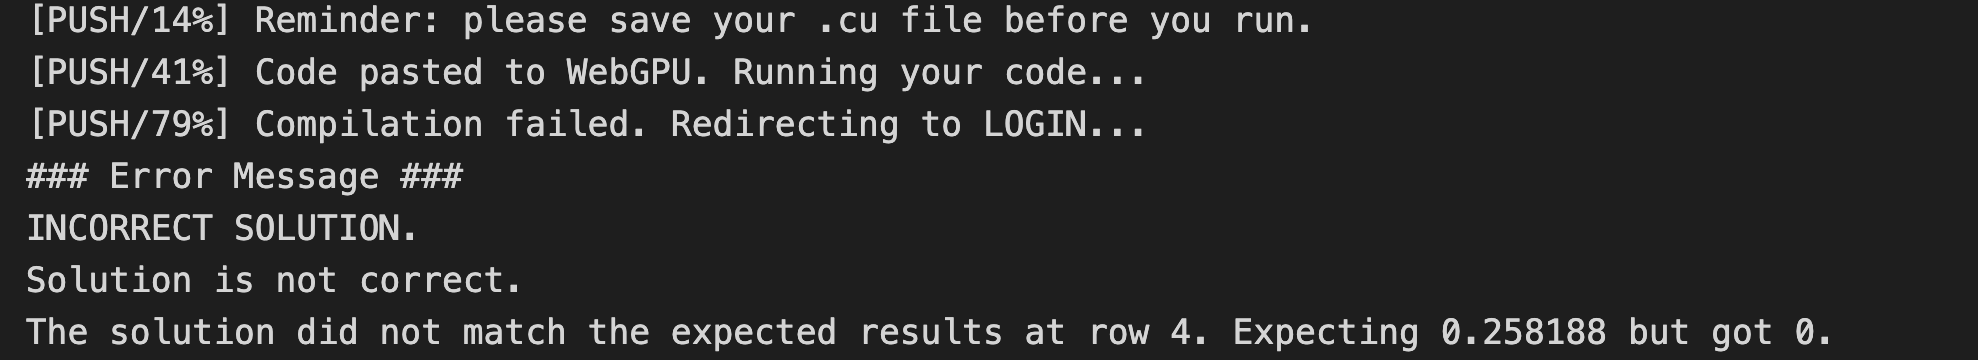 [PUSH/14%] Reminder: please save your .cu file before you run.
[PUSH/41%] Code pasted to WebGPU. Running your code...
[PUSH/79%] Compilation failed. Redirecting to LOGIN...
### Error Message ###
INCORRECT SOLUTION.
Solution is not correct.
The solution did not match the expected results at row 4. Expecting 0.258188 but got 0.